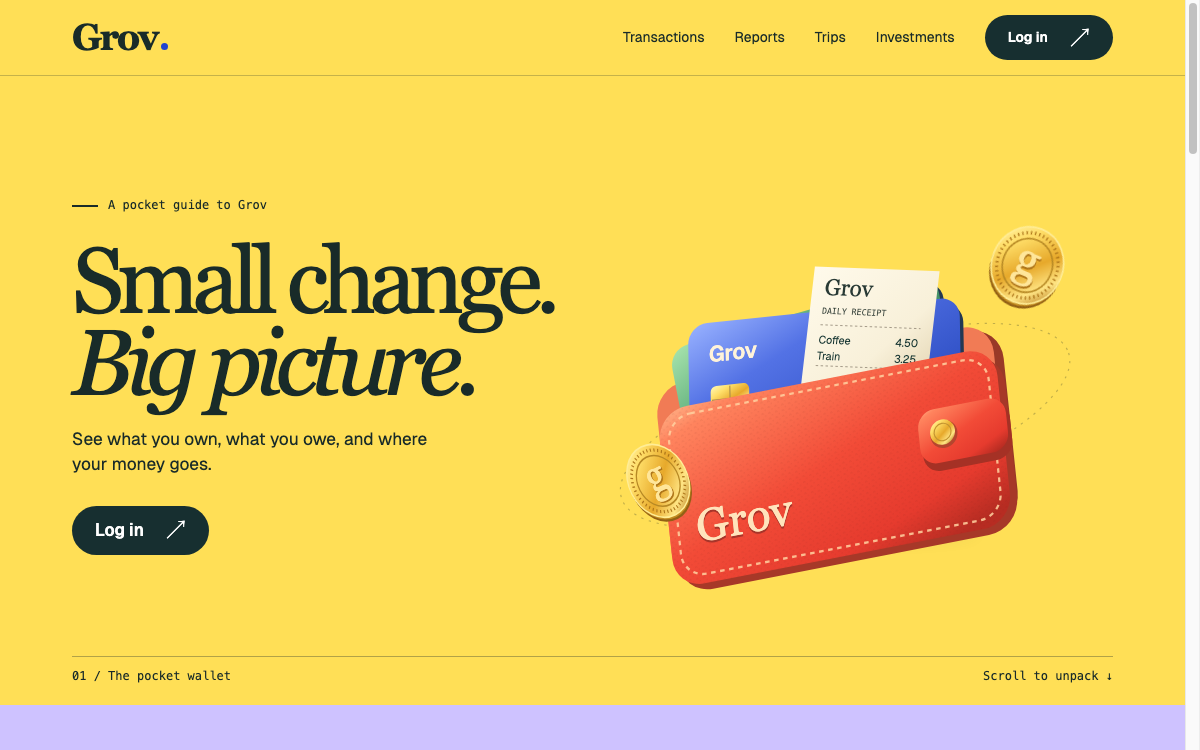 Grov.
Transactions Reports Trips Investments Log in
A pocket guide to Grov
Small change.
Big picture.
See what you own, what you owe, and where
your money goes.
Log in
Grov
Grov
DAILY RECEIPT
Coffee 4.50
Train 3.25
g
g
Grov
01 / The pocket wallet
Scroll to unpack ↓